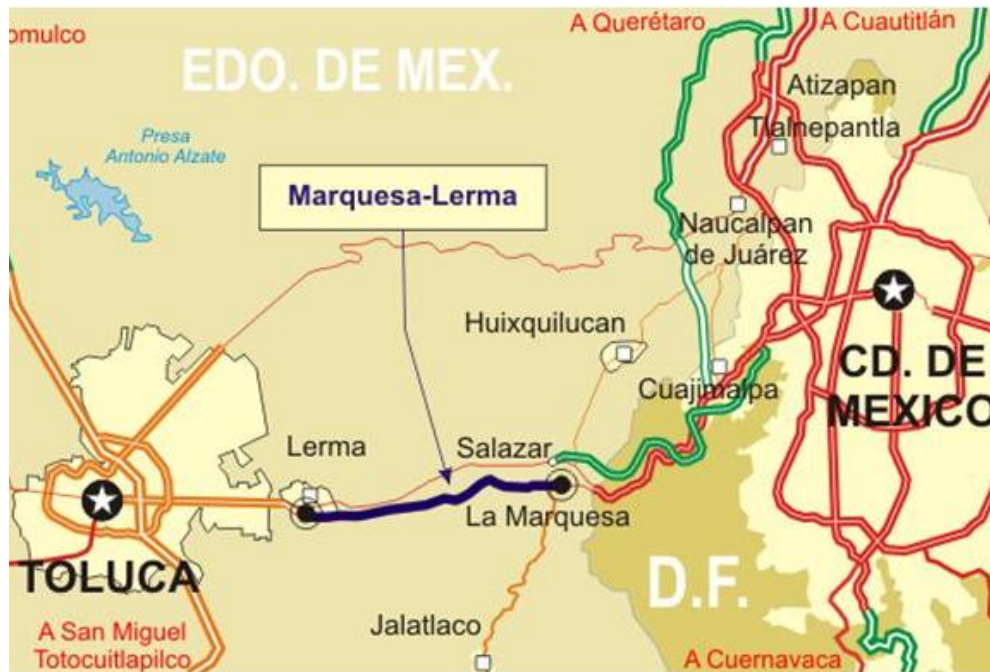 omulco
A Querétaro
A Cuautitlán
EDO. DE MEX.
Atizapan
Tlalnepantla
Presa
Antonio Alzate
Marquesa-Lerma
Naucalpan
de Juárez
Huixquilucan
Cuajimalpa
CD. DE
MEXICO
Lerma
Salazar
La Marquesa
TOLUCA
D.F.
A San Miguel
Totocuitlapilco
Jalatlaco
A Cuernavaca